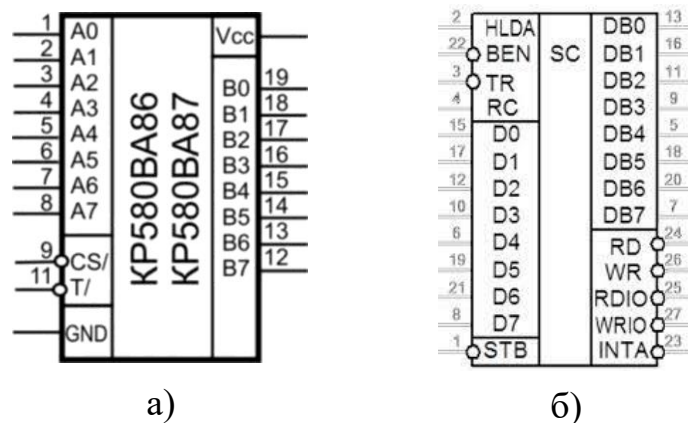 1 A0 Vcc
2 A1
3 A2 B0 19
4 A3 B1 18
5 A4 B2 17
6 A5 B3 16
7 A6 B4 15
8 A7 B5 14
B6 13
9 CS/ B7 12
11 T/
GND
КР580ВА86
КР580ВА87
а)
2 HLDA SC DB0 13
22 BEN DB1 16
3 TR DB2 11
4 RC DB3 9
15 D0 DB4 5
17 D1 DB5 18
12 D2 DB6 20
10 D3 DB7 7
6 D4 RD 24
19 D5 WR 26
21 D6 RDIO 25
8 D7 WRIO 27
1 STB INTA 23
б)